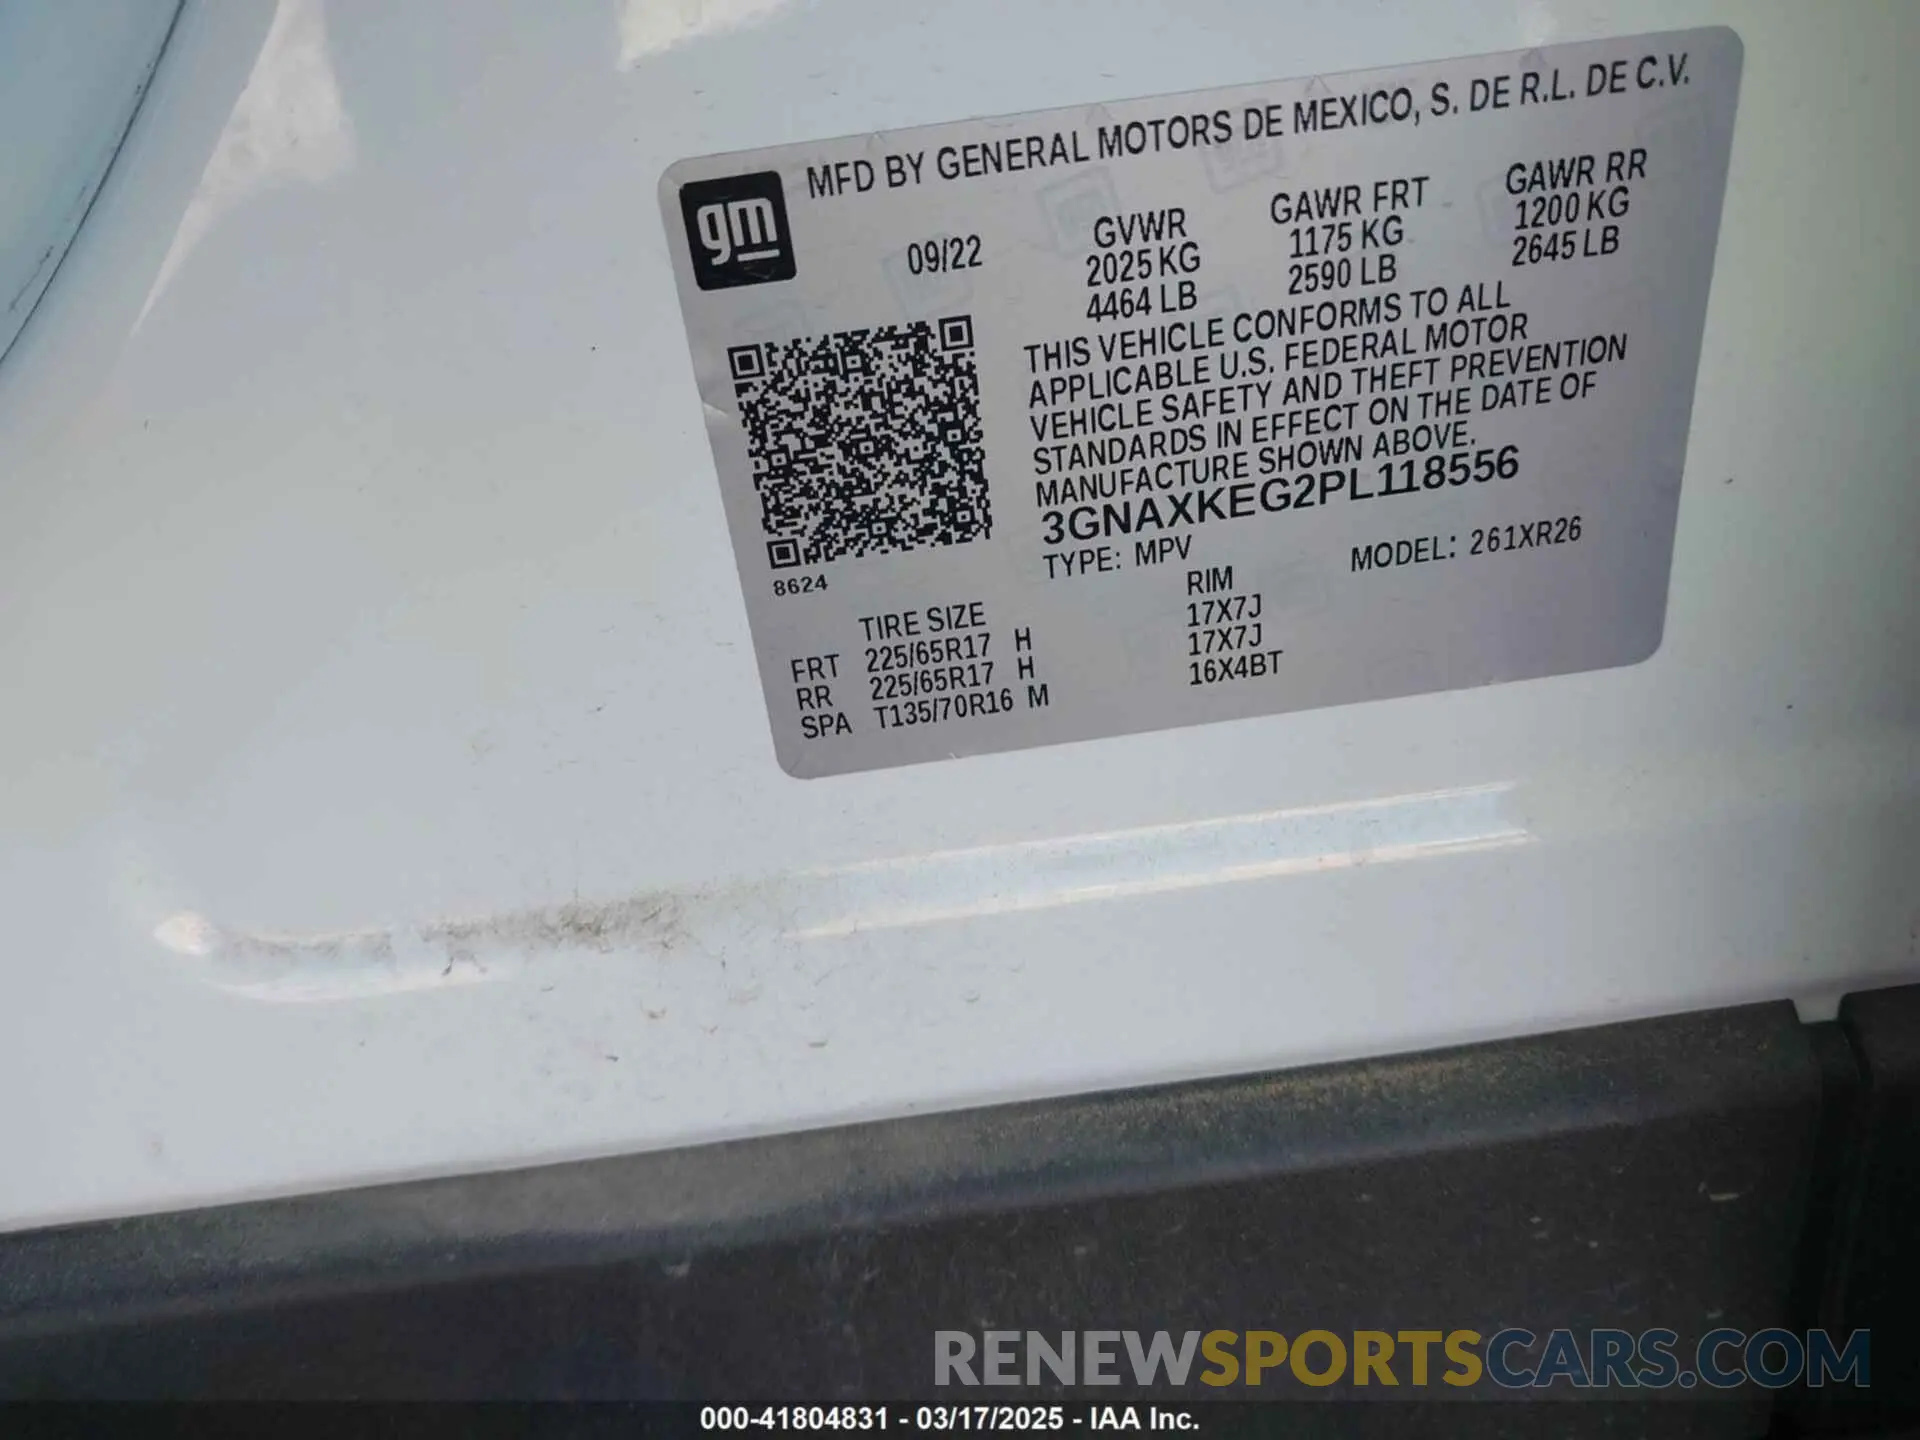 MFD BY GENERAL MOTORS DE MEXICO, S. DE R.L. DE C.V.
gm
09/22
GVWR GAWR FRT GAWR RR
2025 KG 1175 KG 1200 KG
4464 LB 2590 LB 2645 LB
THIS VEHICLE CONFORMS TO ALL
APPLICABLE U.S. FEDERAL MOTOR
VEHICLE SAFETY AND THEFT PREVENTION
STANDARDS IN EFFECT ON THE DATE OF
MANUFACTURE SHOWN ABOVE.
3GNAXKEG2PL118556
TYPE: MPV MODEL: 261XR26
8624
TIRE SIZE RIM
FRT 225/65R17 H 17X7J
RR 225/65R17 H 17X7J
SPA T135/70R16 M 16X4BT
RENEWSPORTSCARS.COM
000-41804831 - 03/17/2025 - IAA Inc.